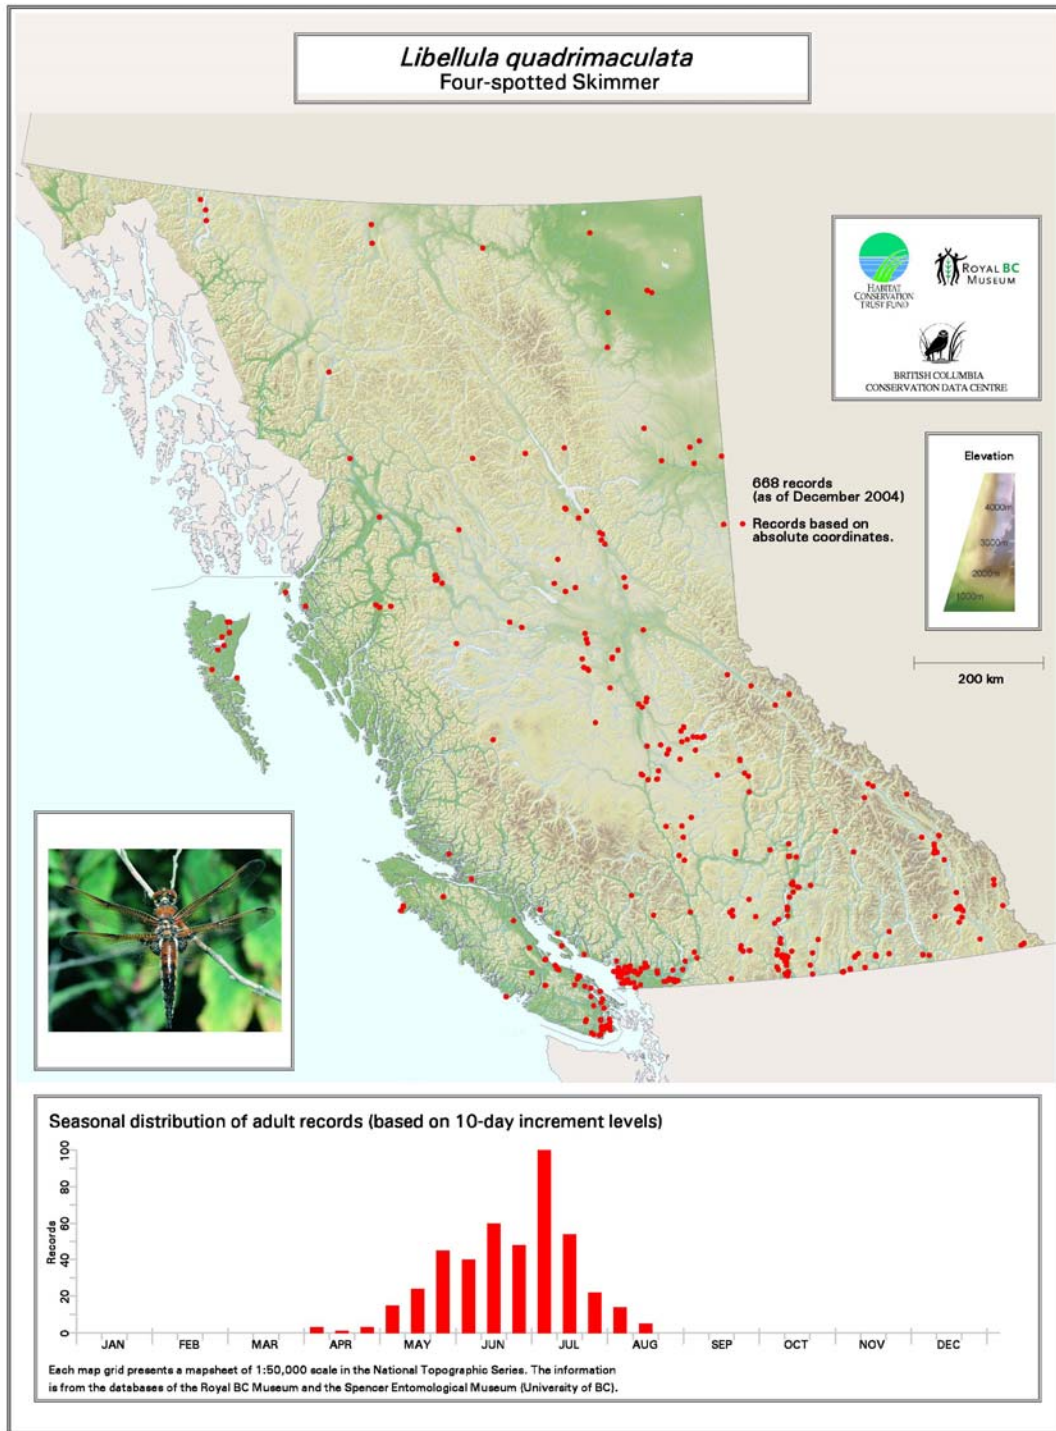 Libellula quadrimaculata
Four-spotted Skimmer
HABITAT
CONSERVATION
TRUST FUND
ROYAL BC
MUSEUM
BRITISH COLUMBIA
CONSERVATION DATA CENTRE
Elevation
4000m
3000m
2000m
1000m
668 records
(as of December 2004)
Records based on
absolute coordinates.
200 km
Seasonal distribution of adult records (based on 10-day increment levels)
Records
100
80
60
40
20
0
JAN FEB MAR APR MAY JUN JUL AUG SEP OCT NOV DEC
Each map grid presents a mapsheet of 1:50,000 scale in the National Topographic Series. The information
is from the databases of the Royal BC Museum and the Spencer Entomological Museum (University of BC).